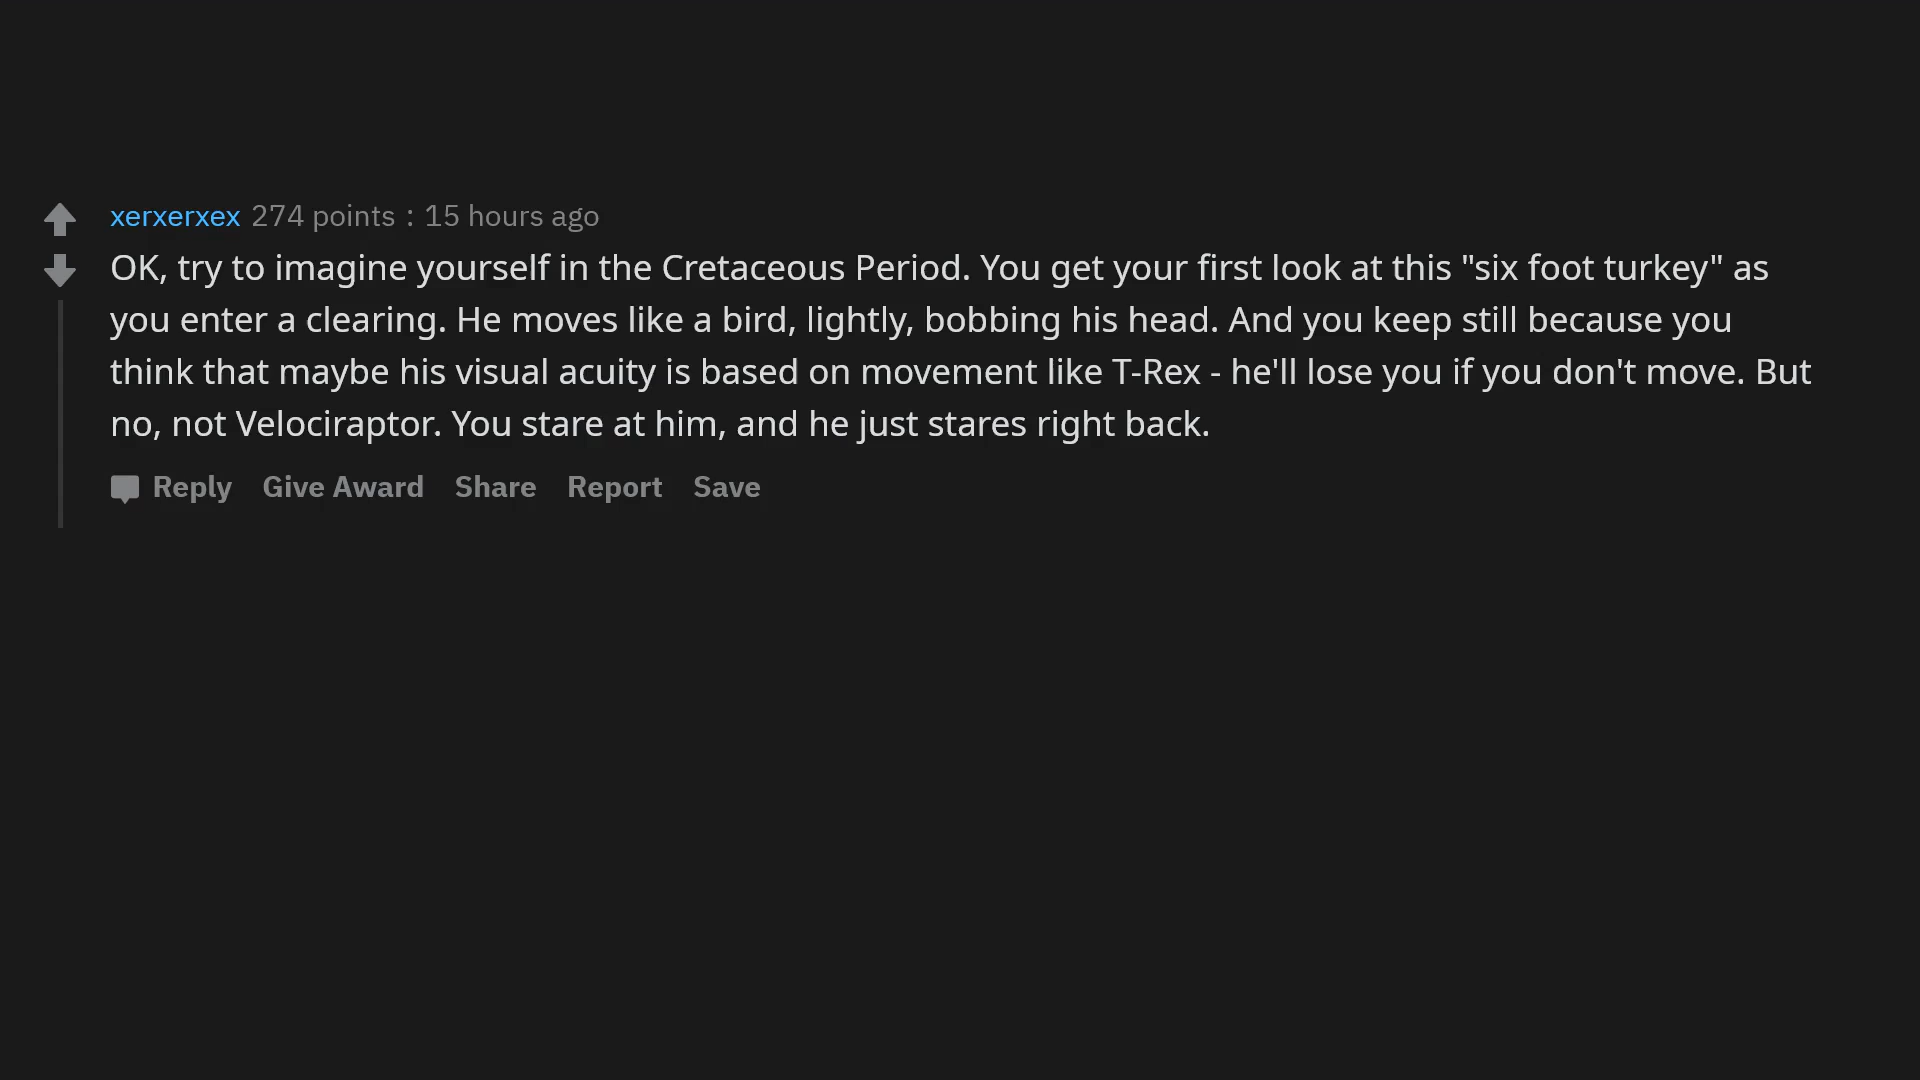 xerxerxex 274 points : 15 hours ago
OK, try to imagine yourself in the Cretaceous Period. You get your first look at this "six foot turkey" as
you enter a clearing. He moves like a bird, lightly, bobbing his head. And you keep still because you
think that maybe his visual acuity is based on movement like T-Rex - he'll lose you if you don't move. But
no, not Velociraptor. You stare at him, and he just stares right back.
Reply Give Award Share Report Save